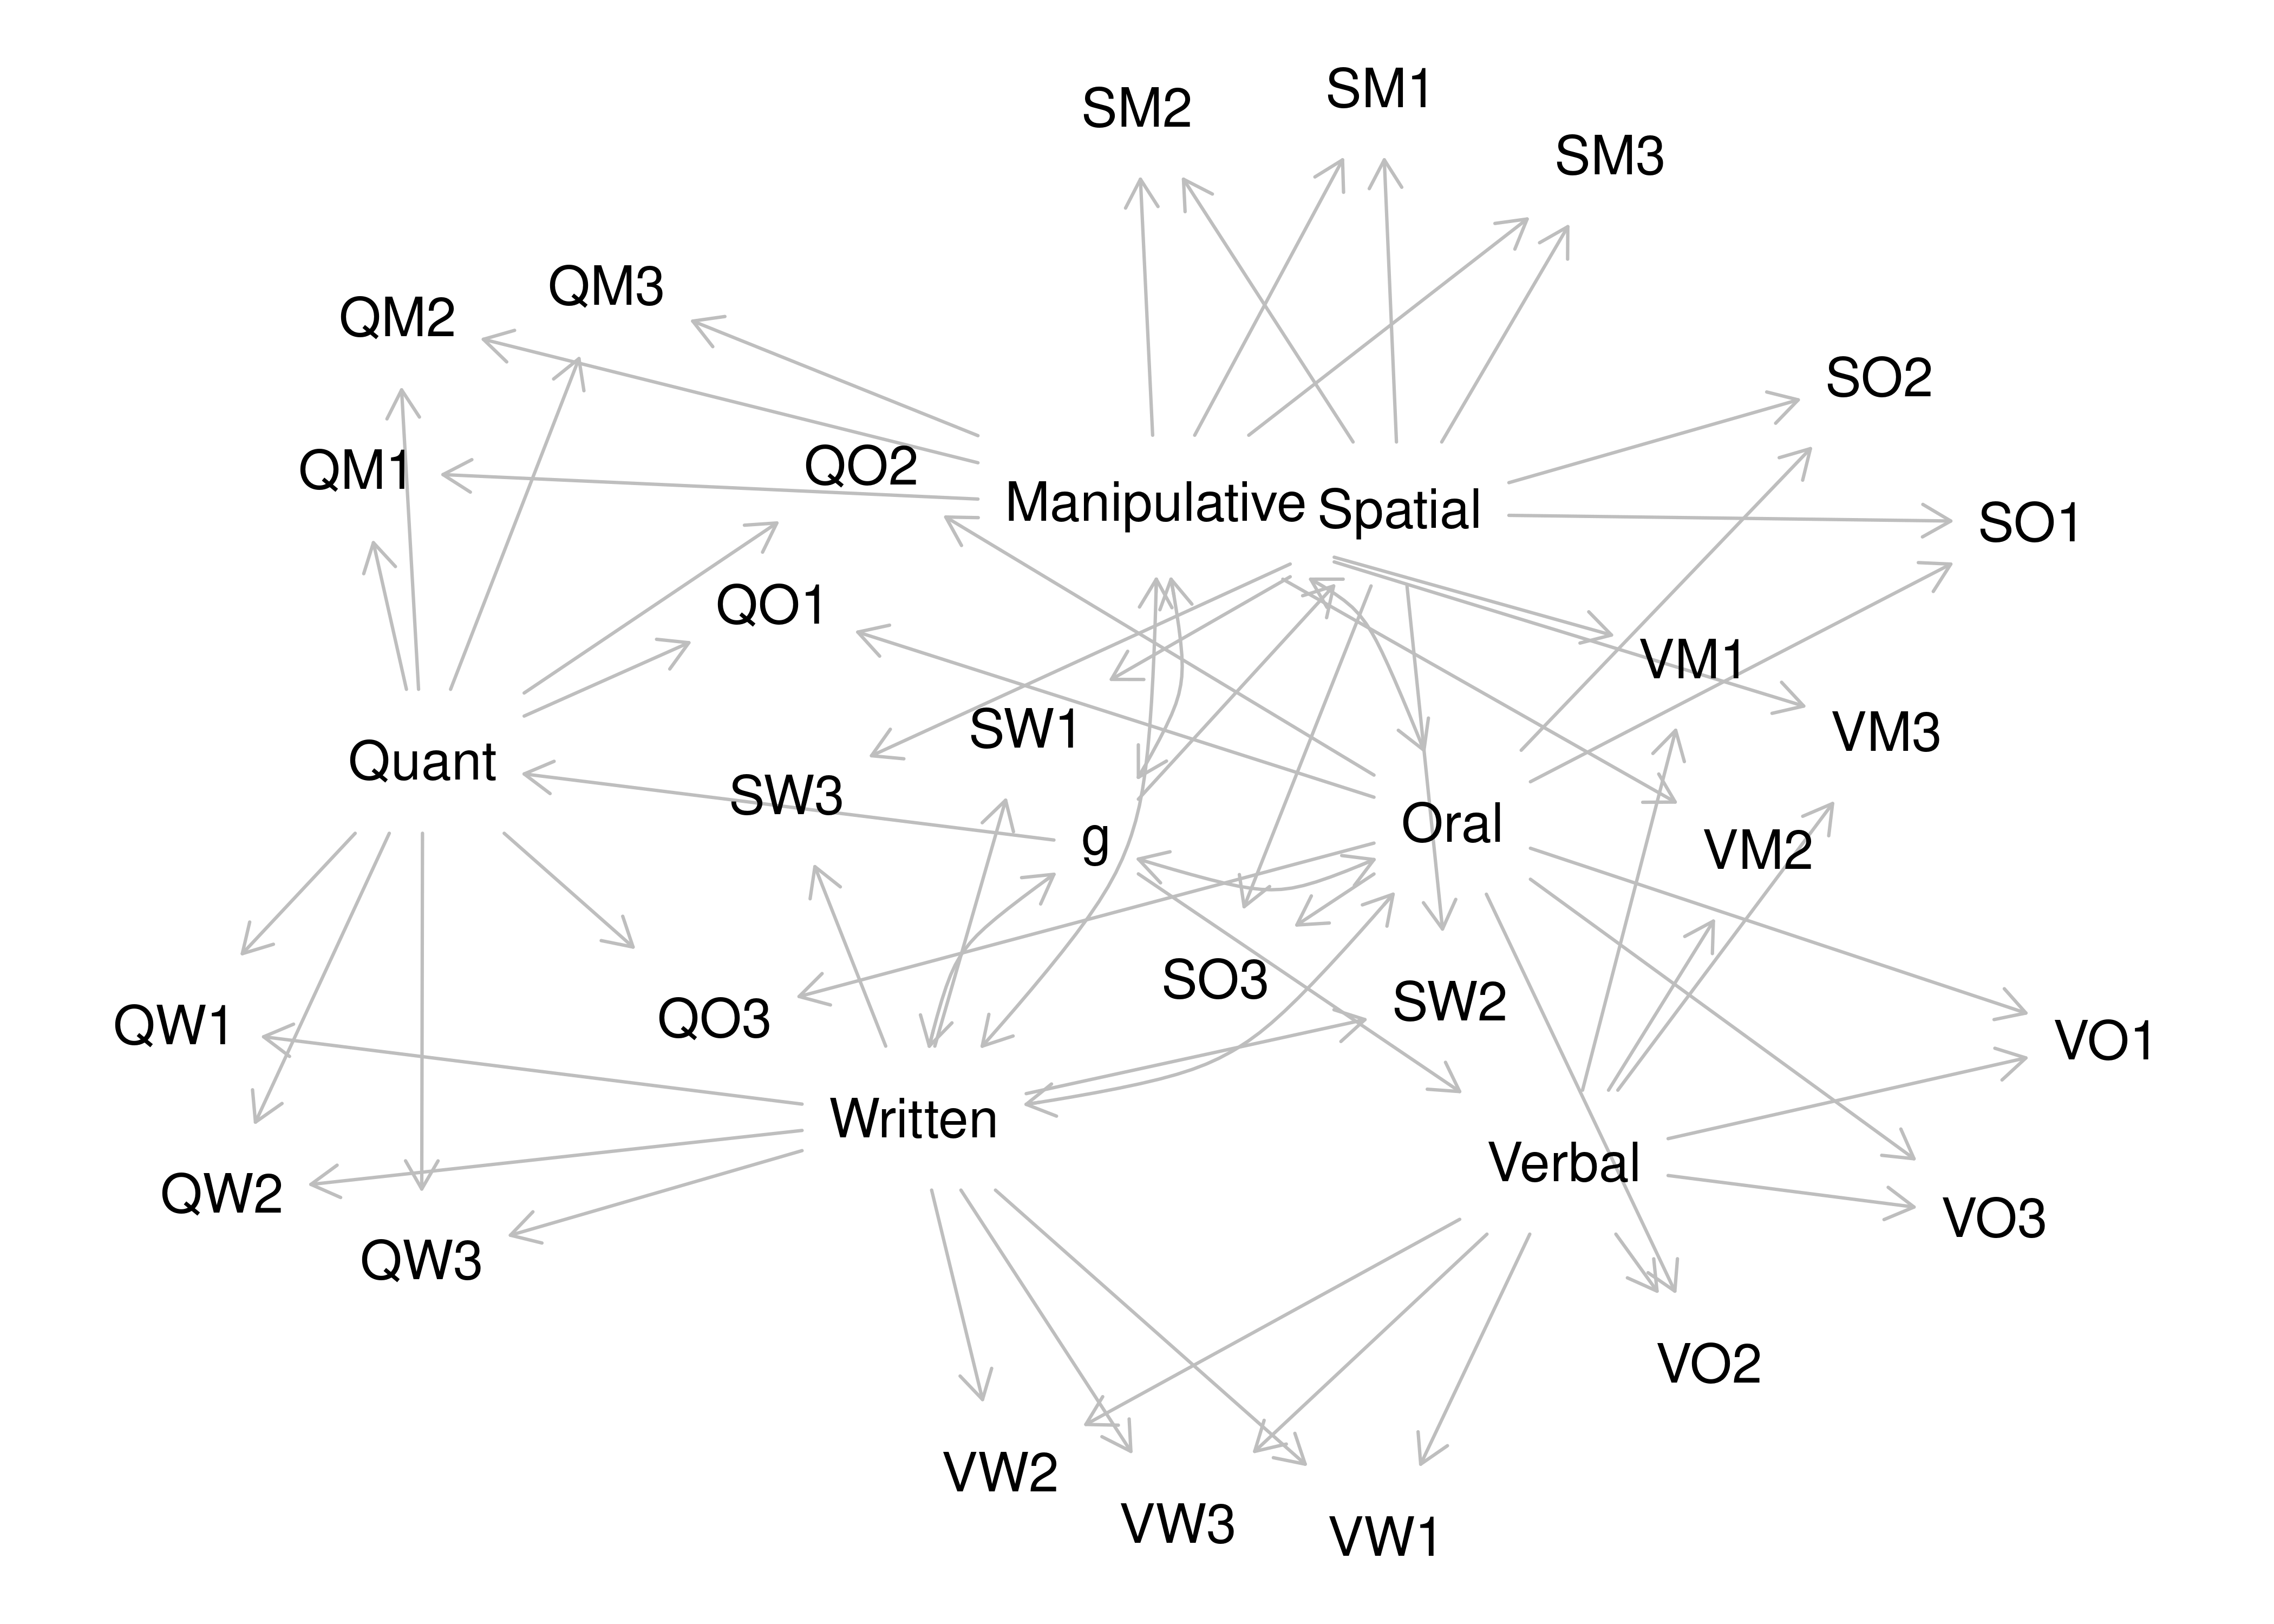 SM1
SM2
SM3
QM3
QM2
SO2
QO2
QM1
Manipulative
Spatial
SO1
QO1
VM1
SW1
VM3
Quant
SW3
Oral
g
VM2
SO3
SW2
QO3
QW1
VO1
Written
Verbal
QW2
VO3
QW3
VO2
VW2
VW3
VW1